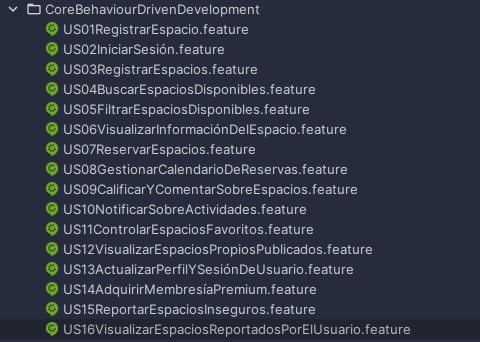 CoreBehaviourDrivenDevelopment
US01RegistrarEspacio.feature
US02IniciarSesión.feature
US03RegistrarEspacios.feature
US04BuscarEspaciosDisponibles.feature
US05FiltrarEspaciosDisponibles.feature
US06VisualizarInformaciónDelEspacio.feature
US07ReservarEspacios.feature
US08GestionarCalendarioDeReservas.feature
US09CalificarYComentarSobreEspacios.feature
US10NotificarSobreActividades.feature
US11ControlarEspaciosFavoritos.feature
US12VisualizarEspaciosPropiosPublicados.feature
US13ActualizarPerfilYSesiónDeUsuario.feature
US14AdquirirMembresíaPremium.feature
US15ReportarEspaciosInseguros.feature
US16VisualizarEspaciosReportadosPorElUsuario.feature